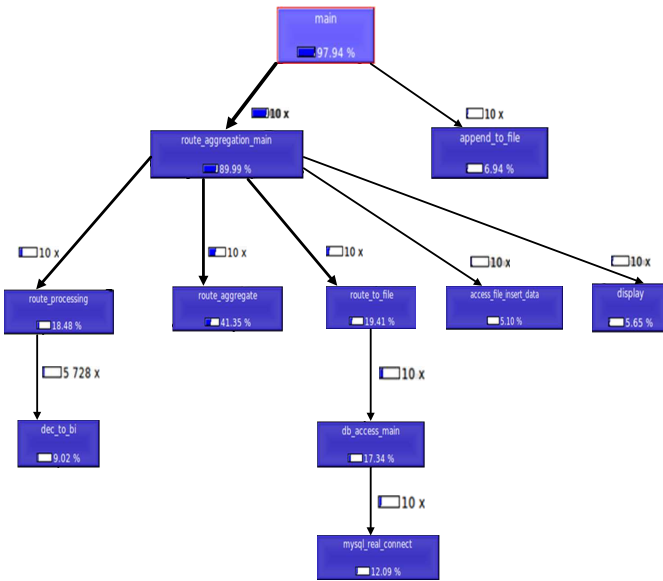 main
97.94 %
10 x
10 x
route_aggregation_main
89.99 %
append_to_file
6.94 %
10 x
10 x
10 x
10 x
10 x
route_processing
18.48 %
route_aggregate
41.35 %
route_to_file
19.41 %
access_file_insert_data
5.10 %
display
5.65 %
5 728 x
10 x
dec_to_bi
9.02 %
db_access_main
17.34 %
10 x
mysql_real_connect
12.09 %